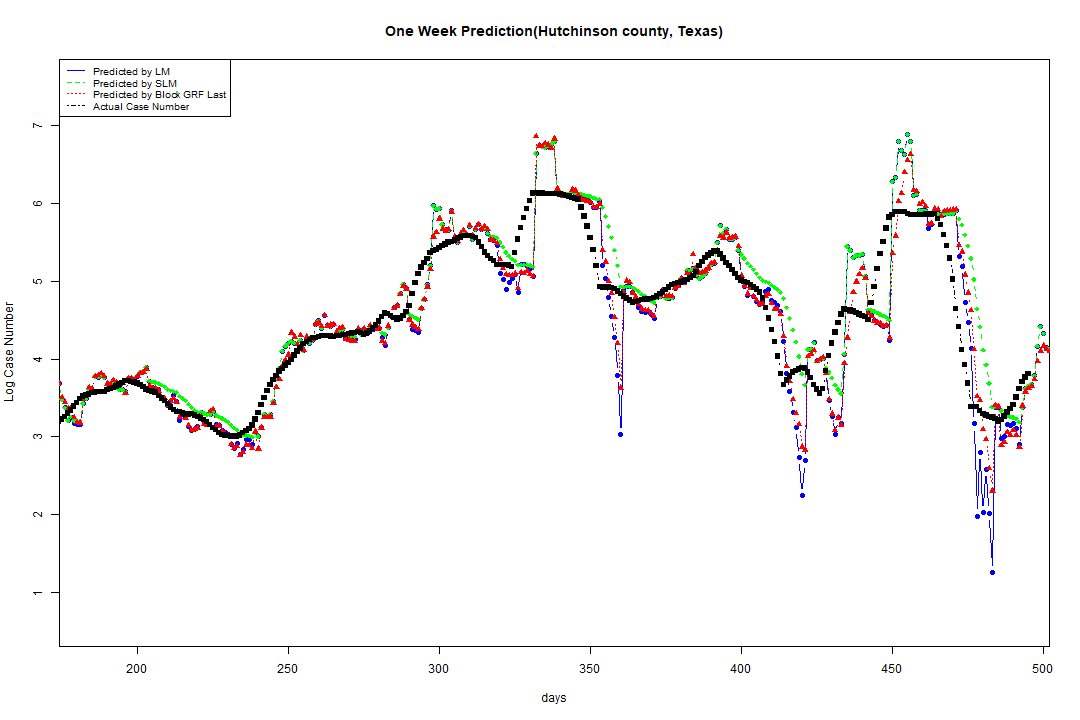 One Week Prediction(Hutchinson county, Texas)
Predicted by LM
Predicted by SLM
Predicted by Block GRF Last
Actual Case Number
7
6
5
4
3
2
1
Log Case Number
200 250 300 350 400 450 500
days